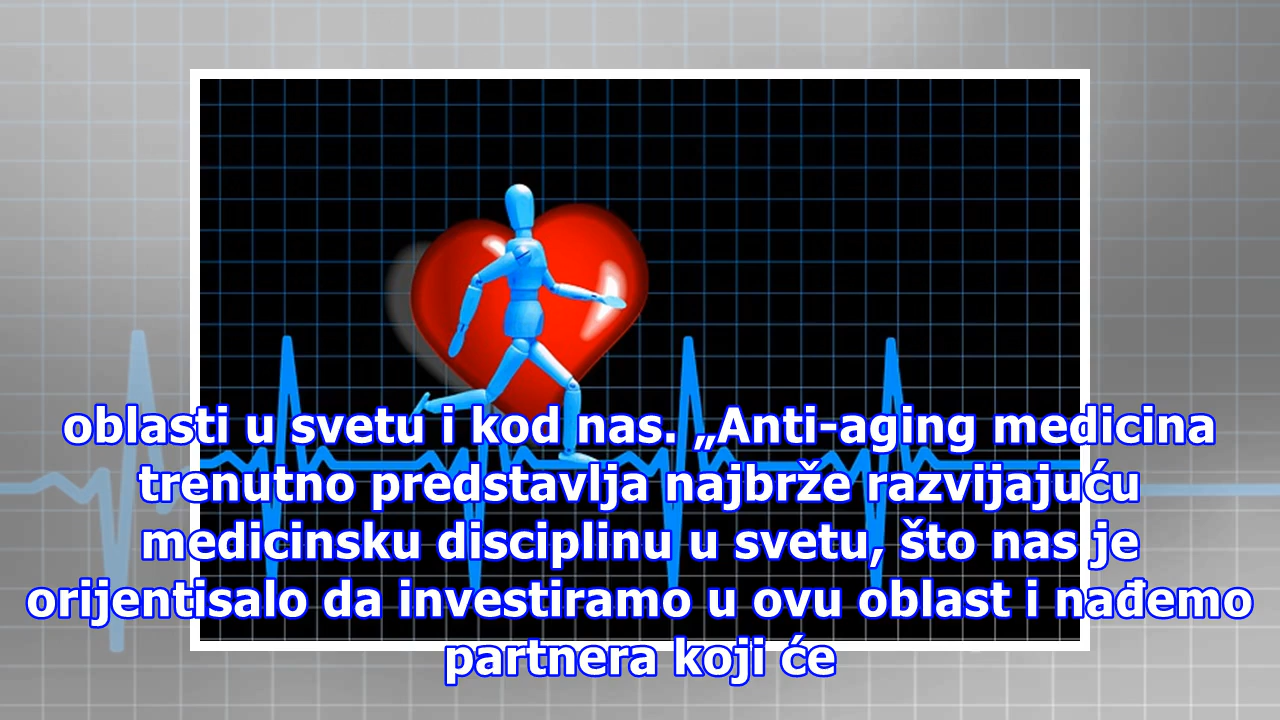 oblasti u svetu i kod nas. „Anti-aging medicina
trenutno predstavlja najbrže razvijajuću
medicinsku disciplinu u svetu, što nas je
orijentisalo da investiramo u ovu oblast i nađemo
partnera koji će